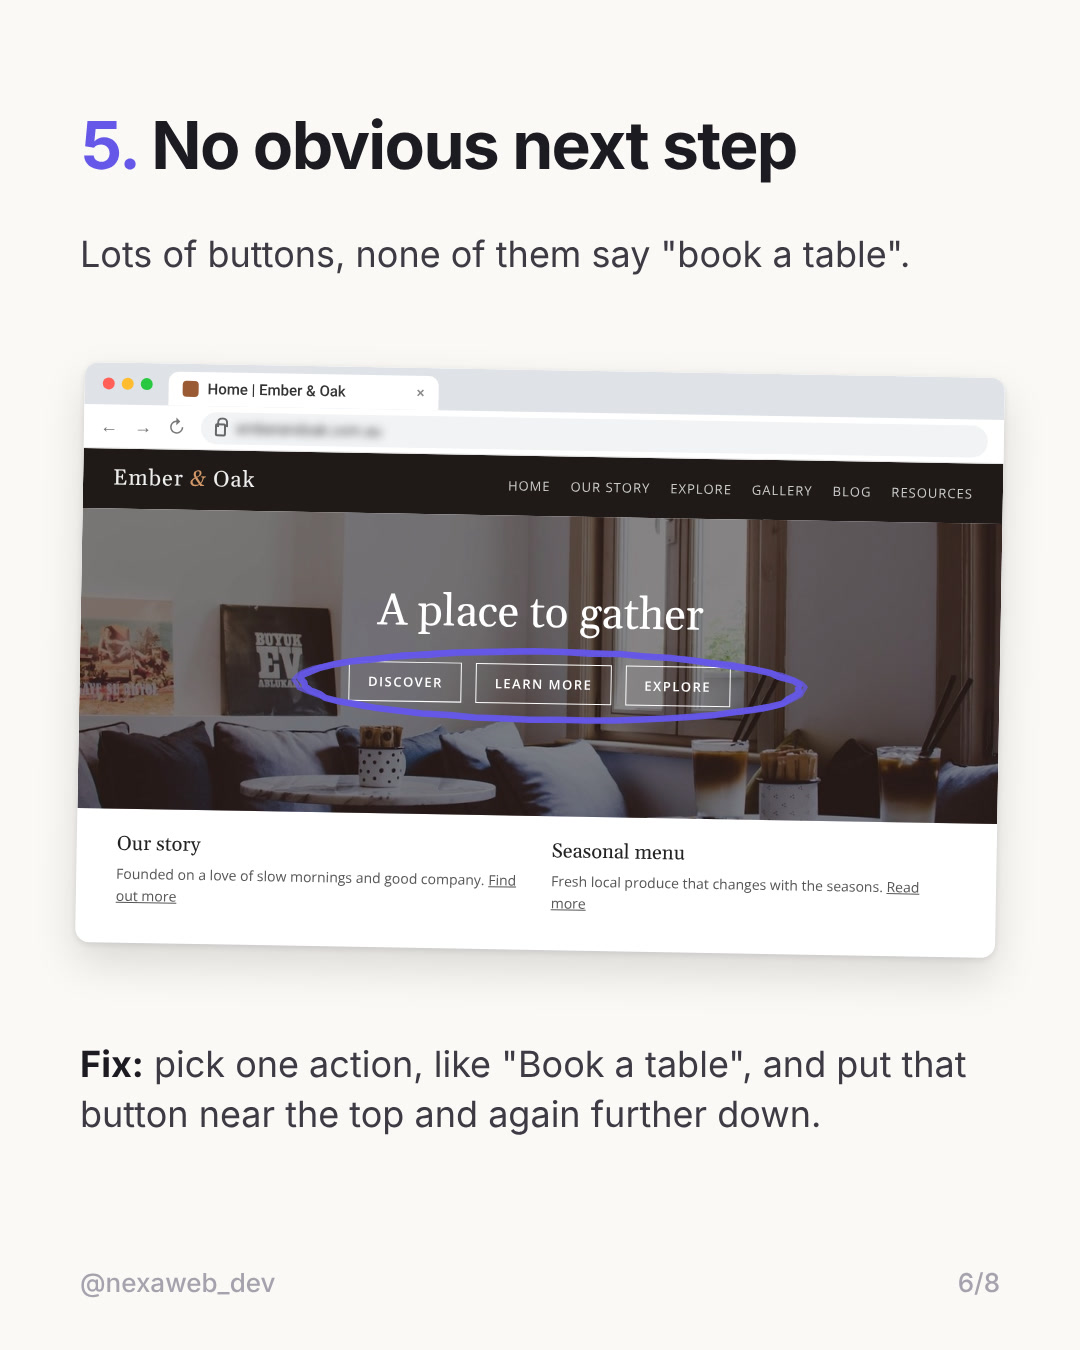 5. No obvious next step
Lots of buttons, none of them say "book a table".
Home | Ember & Oak
Ember & Oak
HOME OUR STORY EXPLORE GALLERY BLOG RESOURCES
A place to gather
BUYUK
EV
DISCOVER LEARN MORE EXPLORE
Our story
Founded on a love of slow mornings and good company. Find
out more
Seasonal menu
Fresh local produce that changes with the seasons. Read
more
Fix: pick one action, like "Book a table", and put that
button near the top and again further down.
@nexaweb_dev
6/8